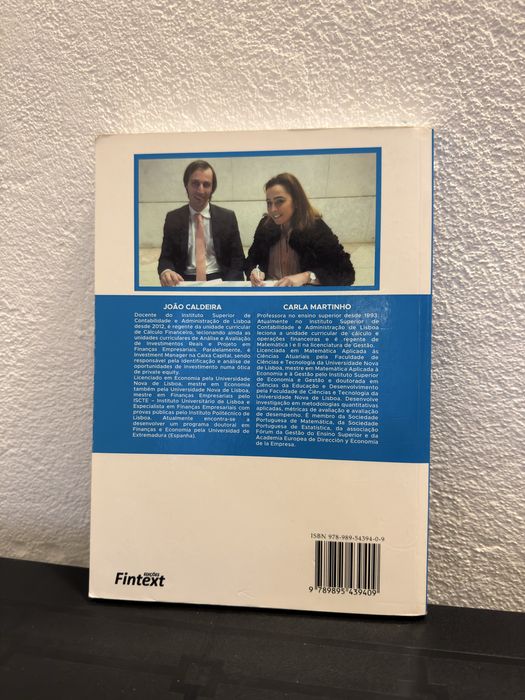 JOÃO CALDEIRA
Docente do Instituto Superior de
Contabilidade e Administração de Lisboa
desde 2012, é regente da unidade curricular
de Cálculo Financeiro, lecionando ainda as
unidades curriculares de Análise e Avaliação
de Investimentos Reais e Projeto em
Finanças Empresariais. Paralelamente, é
Investment Manager na Caixa Capital, sendo
responsável pela identificação e análise de
oportunidades de investimento numa ótica
de private equity.
Licenciado em Economia pela Universidade
Nova de Lisboa, mestre em Economia
também pela Universidade Nova de Lisboa,
mestre em Finanças Empresariais pelo
ISCTE – Instituto Universitário de Lisboa e
Especialista em Finanças Empresariais com
provas públicas pelo Instituto Politécnico de
Lisboa. Atualmente encontra-se a
desenvolver um programa doutoral em
Finanças e Economia pela Universidad de
Extremadura (Espanha).
CARLA MARTINHO
Professora no ensino superior desde 1993.
Atualmente no Instituto Superior de
Contabilidade e Administração de Lisboa
leciona a unidade curricular de cálculo e
operações financeiras e é regente de
Matemática I e II na licenciatura de Gestão.
Licenciada em Matemática Aplicada às
Ciências Atuariais pela Faculdade de
Ciências e Tecnologia da Universidade Nova
de Lisboa, mestre em Matemática Aplicada à
Economia e à Gestão pelo Instituto Superior
de Economia e Gestão e doutorada em
Ciências da Educação e Desenvolvimento
pela Faculdade de Ciências e Tecnologia da
Universidade Nova de Lisboa. Desenvolve
investigação em metodologias quantitativas
aplicadas, métricas de avaliação e avaliação
de desempenho. É membro da Sociedade
Portuguesa de Matemática, da Sociedade
Portuguesa de Estatística, da associação
Fórum da Gestão do Ensino Superior e da
Academia Europea de Dirección y Economía
de la Empresa.
ISBN 978-989-54394-0-9
9 789895 439409
EDIÇÕES
Fintext